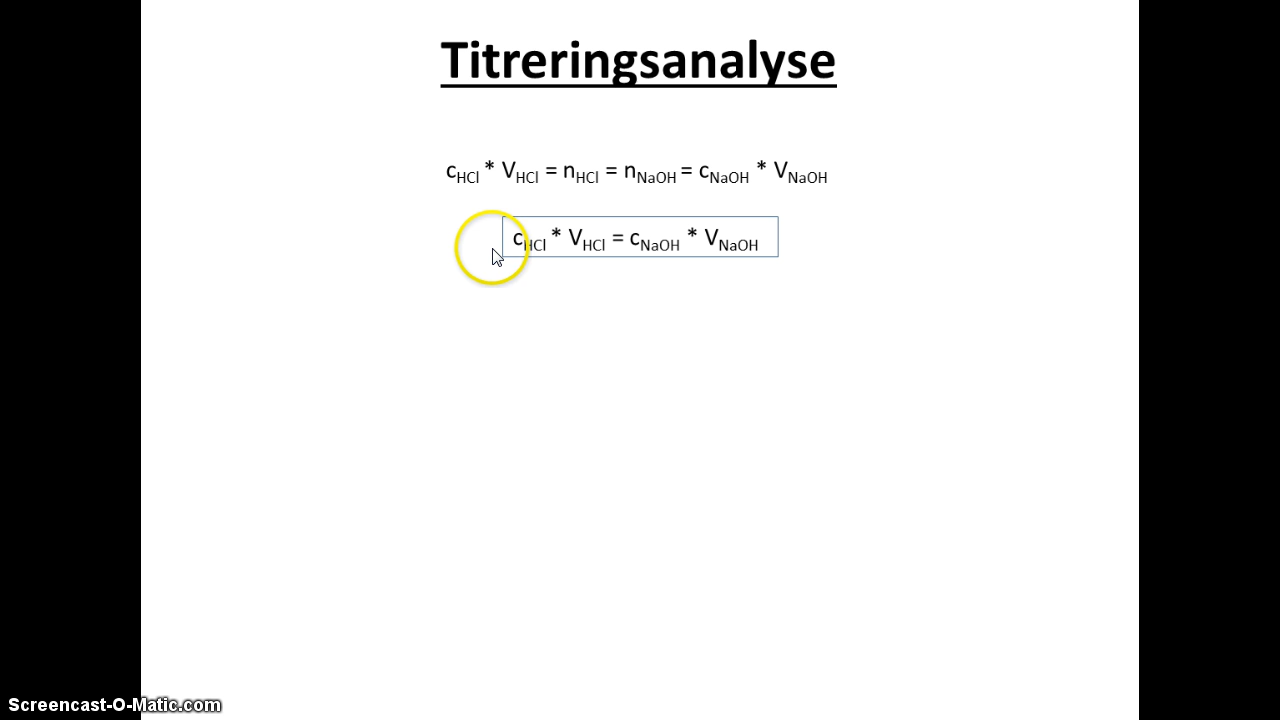 Titreringsanalyse
cHCl * VHCl = nHCl = nNaOH = cNaOH * VNaOH
cHCl * VHCl = cNaOH * VNaOH
Screencast-O-Matic.com